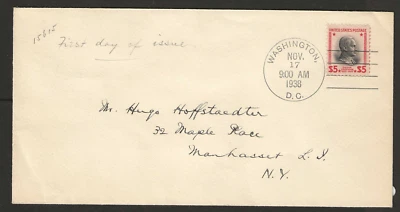 15875
First day of issue
WASHINGTON,
NOV.
17
9:00 AM
1938
D.C.
UNITED STATES POSTAGE
$5 $5
Mr. Hugo Hoffstaedter
32 Maple Place
Manhasset L.I.
N.Y.